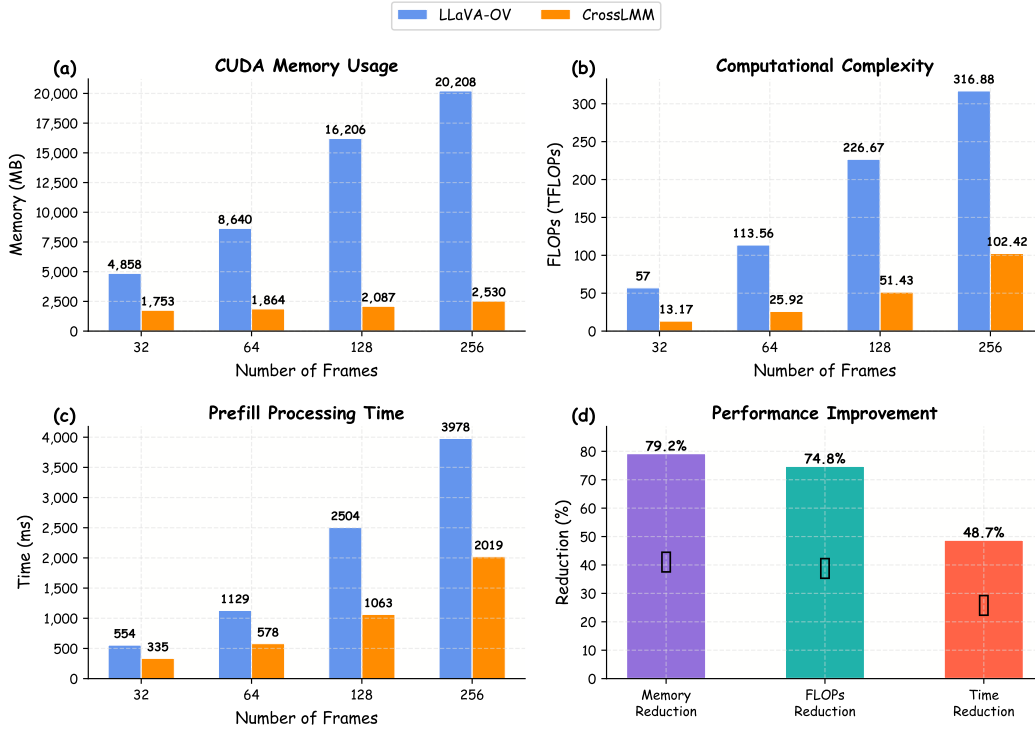 LLaVA-OV CrossLMM
(a) CUDA Memory Usage
Memory (MB)
20,000
17,500
15,000
12,500
10,000
7,500
5,000
2,500
0
4,858
1,753
8,640
1,864
16,206
2,087
20,208
2,530
32 64 128 256
Number of Frames
(b) Computational Complexity
FLOPs (TFLOPs)
300
250
200
150
100
50
0
57
13.17
113.56
25.92
226.67
51.43
316.88
102.42
32 64 128 256
Number of Frames
(c) Prefill Processing Time
Time (ms)
4,000
3,500
3,000
2,500
2,000
1,500
1,000
500
0
554
335
1129
578
2504
1063
3978
2019
32 64 128 256
Number of Frames
(d) Performance Improvement
Reduction (%)
80
70
60
50
40
30
20
10
0
79.2%
74.8%
48.7%
Memory
Reduction
FLOPs
Reduction
Time
Reduction